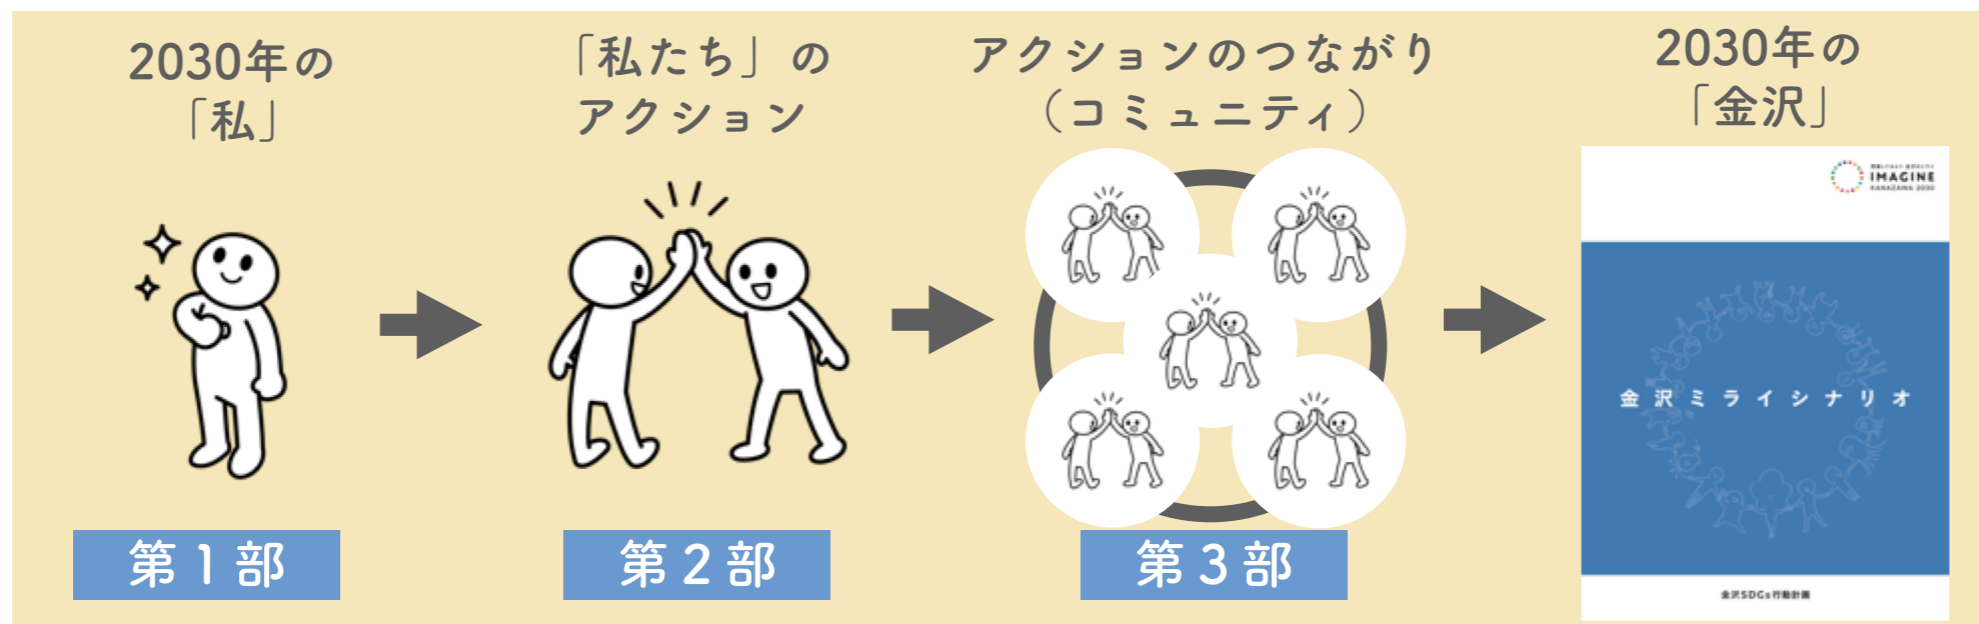 2030年の
「私」
「私たち」の
アクション
アクションのつながり
（コミュニティ）
2030年の
「金沢」
IMAGINE
KANAZAWA 2030
金沢ミライシナリオ
金沢SDGs行動計画
第１部
第２部
第３部